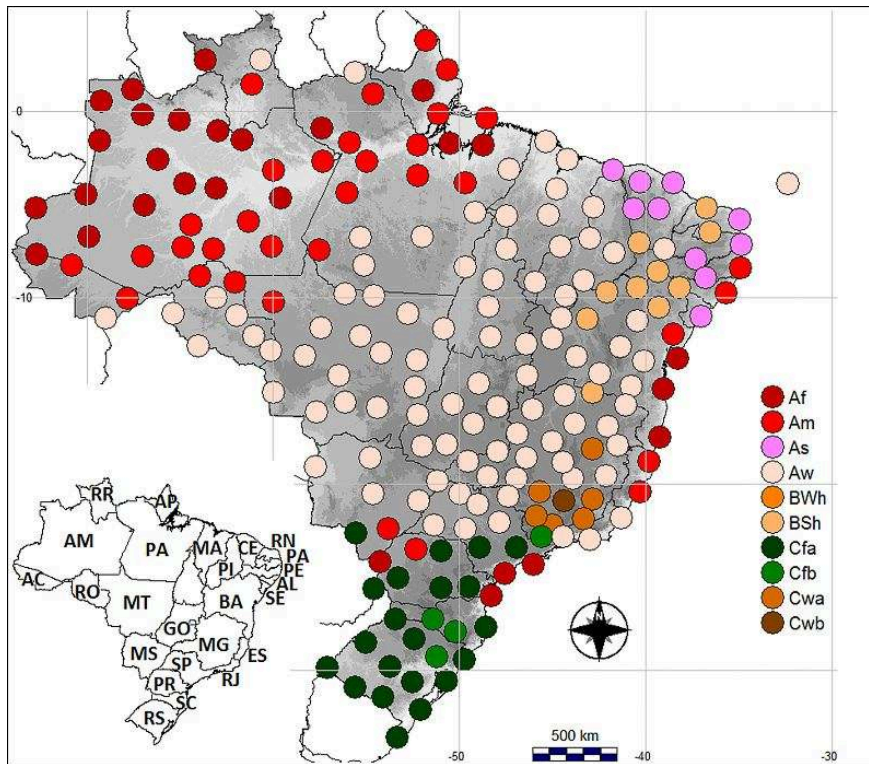 0
-10
-50
-40
-30
Af
Am
As
Aw
BWh
BSh
Cfa
Cfb
Cwa
Cwb
RR
AP
AM
PA
MA
CE
RN
PA
PI
PE
AL
AC
RO
SE
MT
BA
GO
MG
MS
ES
SP
RJ
PR
SC
RS
N
500 km